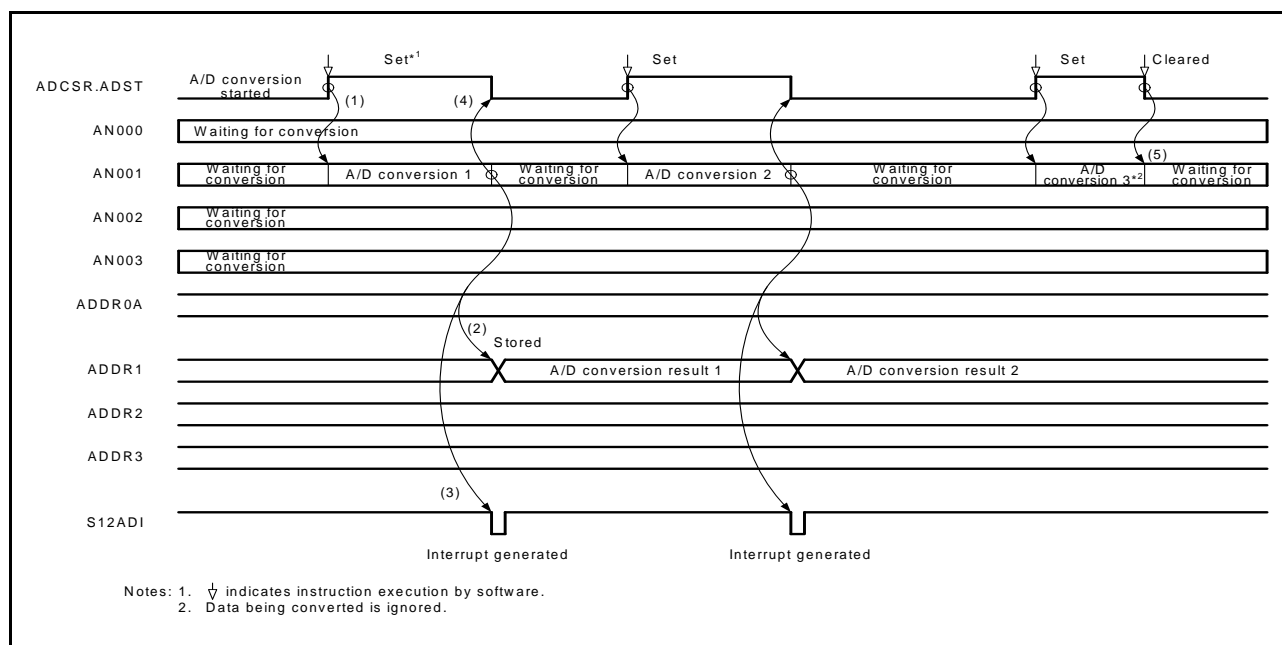 Set*1
Set
Set
Cleared
ADCSR.ADST
A/D conversion
started
(1)
(4)
AN000
Waiting for conversion
(5)
AN001
Waiting for
conversion
A/D conversion 1
Waiting for
conversion
A/D conversion 2
Waiting for
conversion
A/D
conversion 3*2
Waiting for
conversion
AN002
Waiting for
conversion
AN003
Waiting for
conversion
ADDR0A
(2)
Stored
ADDR1
A/D conversion result 1
A/D conversion result 2
ADDR2
ADDR3
(3)
S12ADI
Interrupt generated
Interrupt generated
Notes: 1. indicates instruction execution by software.
2. Data being converted is ignored.